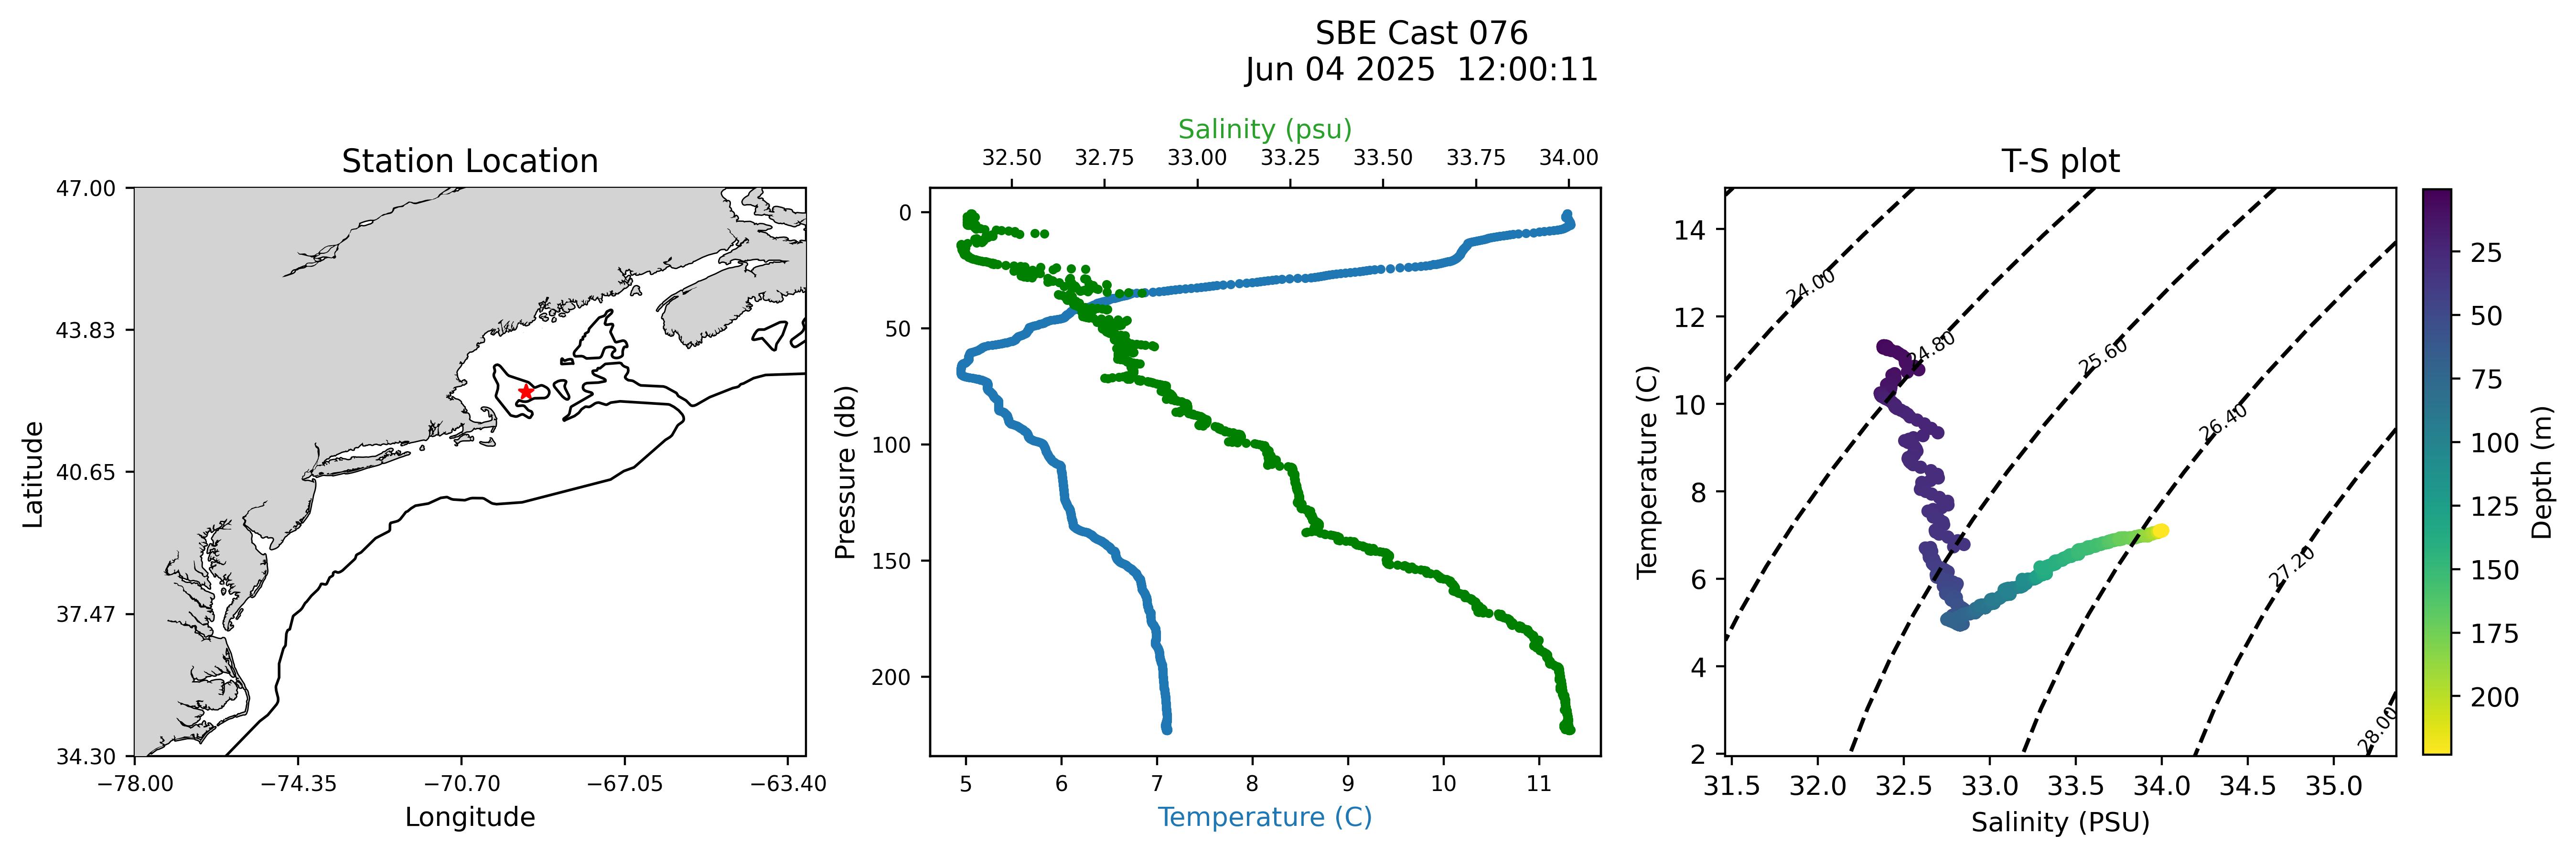 SBE Cast 076
Jun 04 2025  12:00:11
Station Location
47.00
43.83
40.65
37.47
34.30
−78.00 −74.35 −70.70 −67.05 −63.40
Latitude
Longitude
Salinity (psu)
32.50 32.75 33.00 33.25 33.50 33.75 34.00
0
50
100
150
200
Pressure (db)
5 6 7 8 9 10 11
Temperature (C)
T-S plot
14
12
10
8
6
4
2
Temperature (C)
24.00
24.80
25.60
26.40
27.20
28.00
31.5 32.0 32.5 33.0 33.5 34.0 34.5 35.0
Salinity (PSU)
25
50
75
100
125
150
175
200
Depth (m)